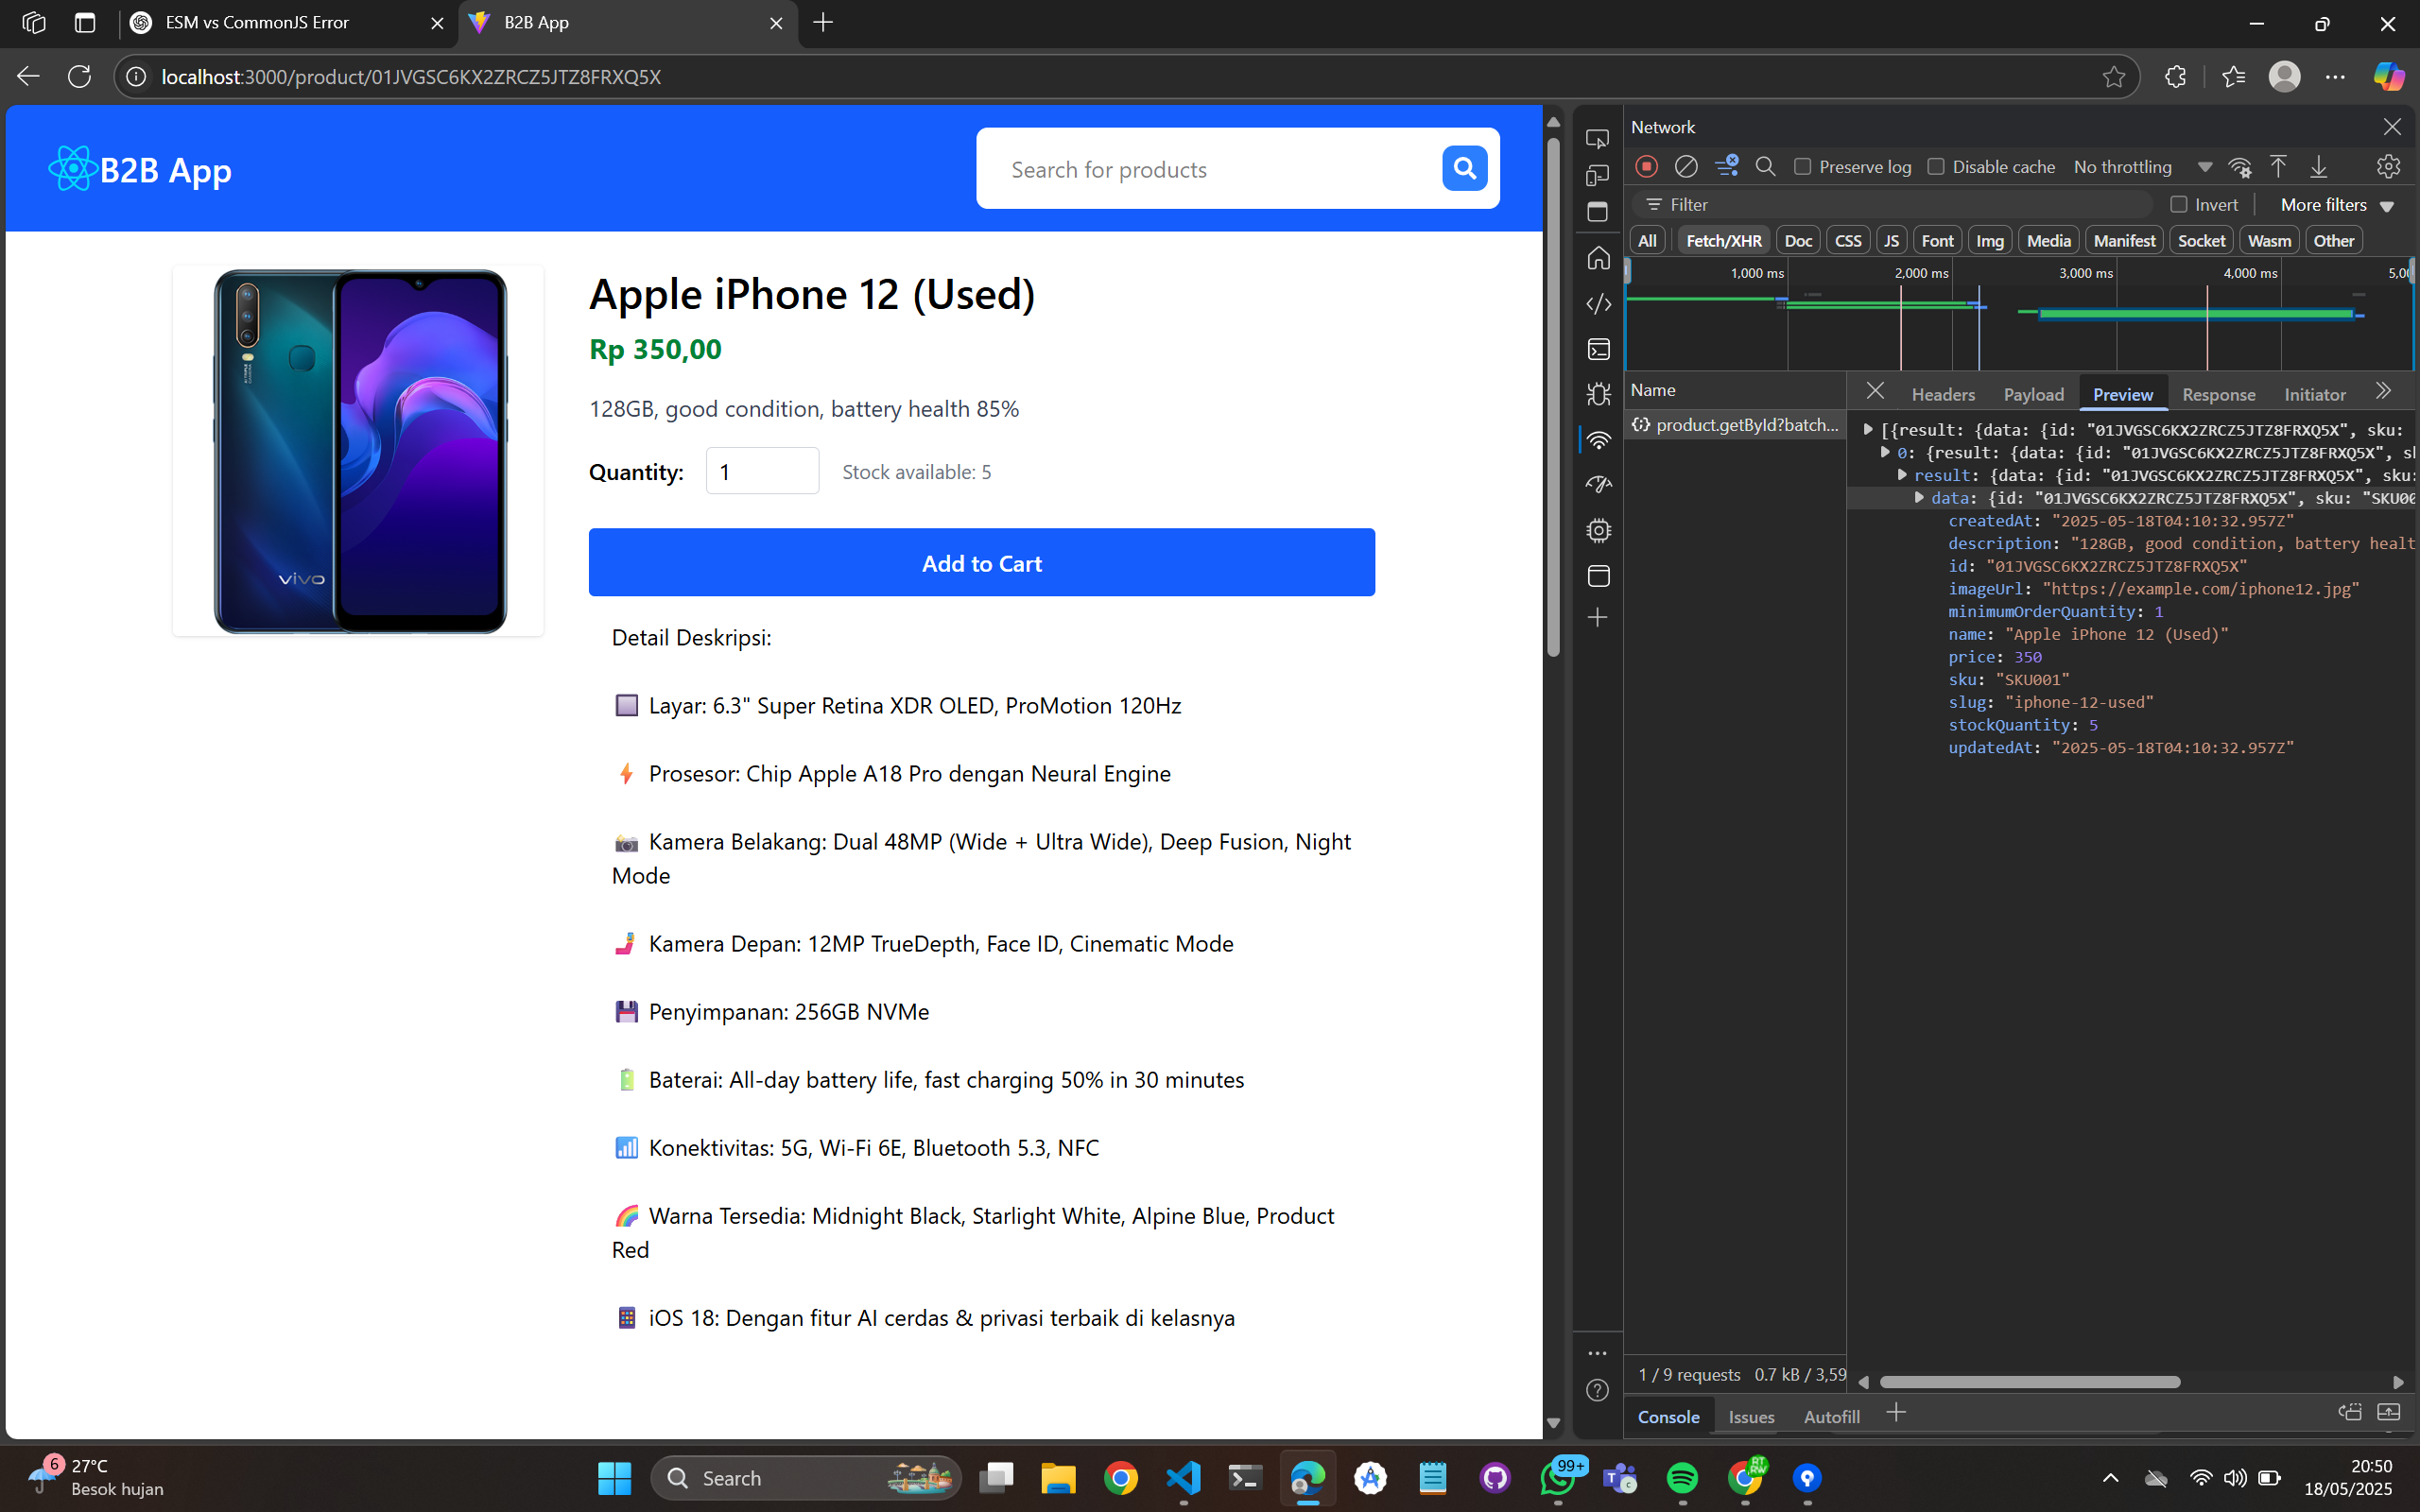 ESM vs CommonJS Error
B2B App
localhost:3000/product/01JVGSC6KX2ZRCZ5JTZ8FRXQ5X
B2B App
Search for products
vivo
Apple iPhone 12 (Used)
Rp 350,00
128GB, good condition, battery health 85%
Quantity: 1 Stock available: 5
Add to Cart
Detail Deskripsi:
Layar: 6.3" Super Retina XDR OLED, ProMotion 120Hz
Prosesor: Chip Apple A18 Pro dengan Neural Engine
Kamera Belakang: Dual 48MP (Wide + Ultra Wide), Deep Fusion, Night
Mode
Kamera Depan: 12MP TrueDepth, Face ID, Cinematic Mode
Penyimpanan: 256GB NVMe
Baterai: All-day battery life, fast charging 50% in 30 minutes
Konektivitas: 5G, Wi-Fi 6E, Bluetooth 5.3, NFC
Warna Tersedia: Midnight Black, Starlight White, Alpine Blue, Product
Red
iOS 18: Dengan fitur AI cerdas & privasi terbaik di kelasnya
Network
Preserve log Disable cache No throttling
Filter Invert More filters
All Fetch/XHR Doc CSS JS Font Img Media Manifest Socket Wasm Other
1,000 ms 2,000 ms 3,000 ms 4,000 ms 5,00
Name
Headers Payload Preview Response Initiator
product.getById?batch...
[{result: {data: {id: "01JVGSC6KX2ZRCZ5JTZ8FRXQ5X", sku:
0: {result: {data: {id: "01JVGSC6KX2ZRCZ5JTZ8FRXQ5X", sk
result: {data: {id: "01JVGSC6KX2ZRCZ5JTZ8FRXQ5X", sku:
data: {id: "01JVGSC6KX2ZRCZ5JTZ8FRXQ5X", sku: "SKU00
createdAt: "2025-05-18T04:10:32.957Z"
description: "128GB, good condition, battery healt
id: "01JVGSC6KX2ZRCZ5JTZ8FRXQ5X"
imageUrl: "https://example.com/iphone12.jpg"
minimumOrderQuantity: 1
name: "Apple iPhone 12 (Used)"
price: 350
sku: "SKU001"
slug: "iphone-12-used"
stockQuantity: 5
updatedAt: "2025-05-18T04:10:32.957Z"
1 / 9 requests 0.7 kB / 3,59
Console Issues Autofill
6
27°C
Besok hujan
Search
99+
RT
RW
20:50
18/05/2025